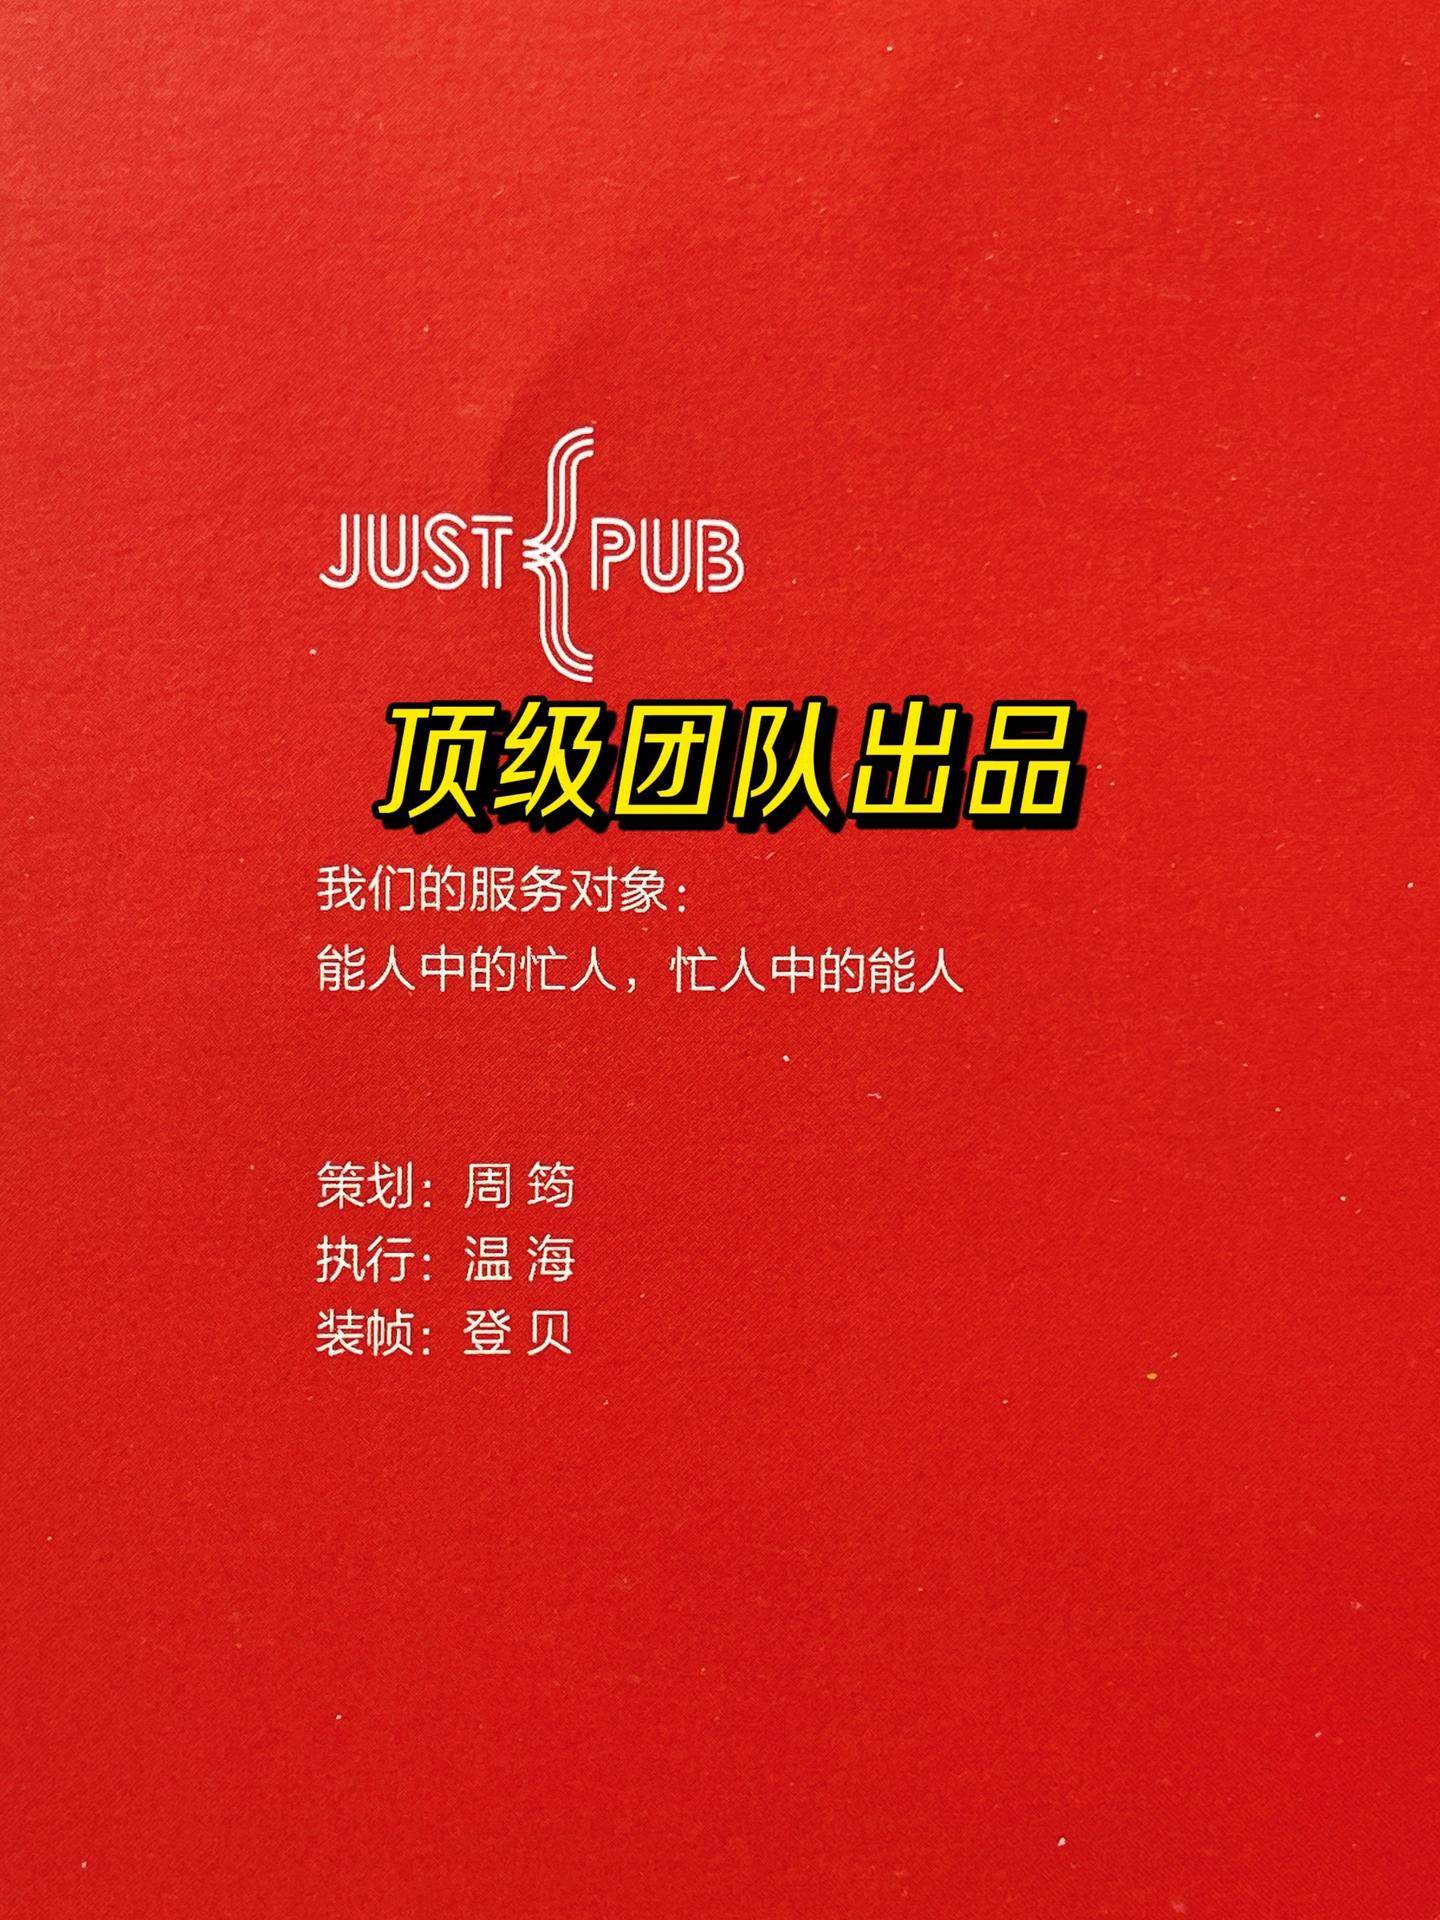 JUST { PUB
顶级团队出品
我们的服务对象：
能人中的忙人，忙人中的能人
策划：周 筠
执行：温 海
装帧：登 贝